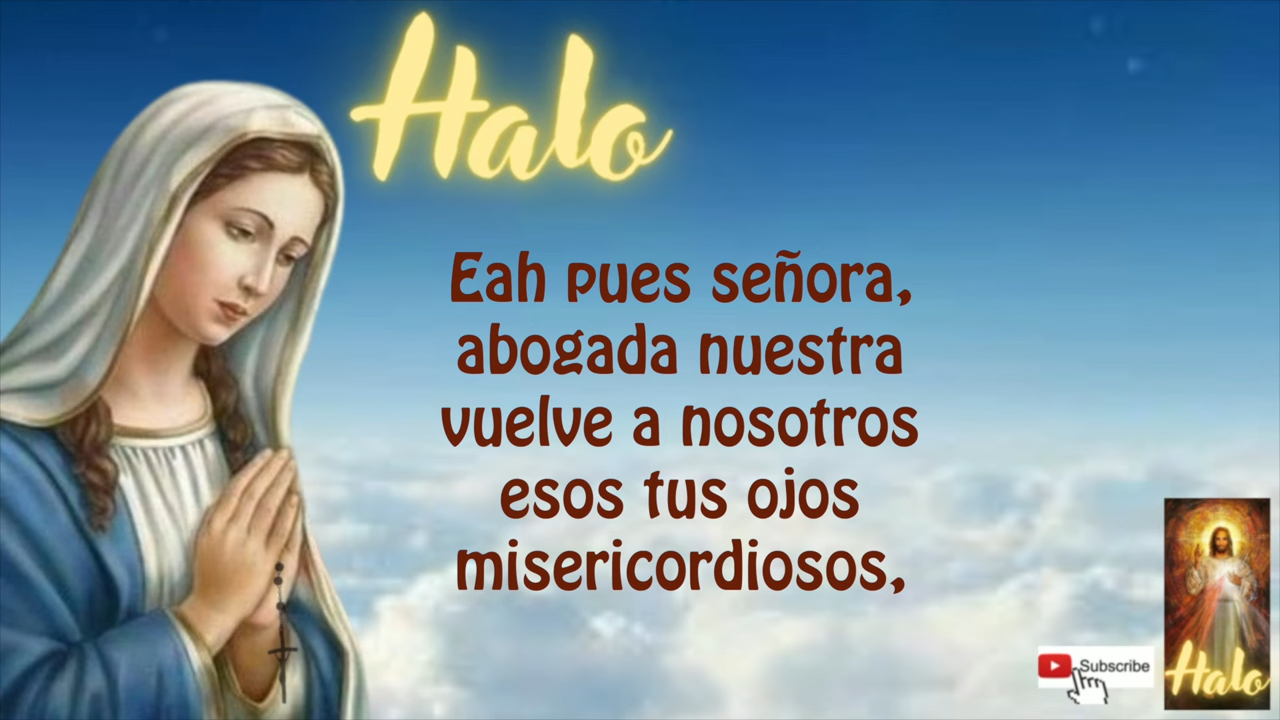 Halo
Eah pues señora,
abogada nuestra
vuelve a nosotros
esos tus ojos
misericordiosos,
Subscribe
Halo